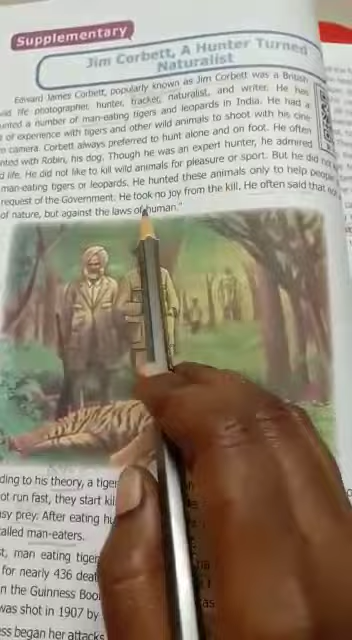 Supplementary
Jim Corbett, A Hunter Turned
Naturalist
Edward James Corbett, popularly known as Jim Corbett was a British
wild life photographer, hunter, tracker, naturalist, and writer. He has
hunted a number of man-eating tigers and leopards in India. He had a
of experience with tigers and other wild animals to shoot with his cine
camera. Corbett always preferred to hunt alone and on foot. He often
hunted with Robin, his dog. Though he was an expert hunter, he admired
life. He did not like to kill wild animals for pleasure or sport. But he did
man-eating tigers or leopards. He hunted these animals only to help people
request of the Government. He took no joy from the kill. He often said that
of nature, but against the laws of human."
ding to his theory, a tiger
ot run fast, they start
sy prey. After eating
alled man-eaters.
st, man eating tiger
for nearly 436
n the Guinness
was shot in 1907 by
ss began her attacks